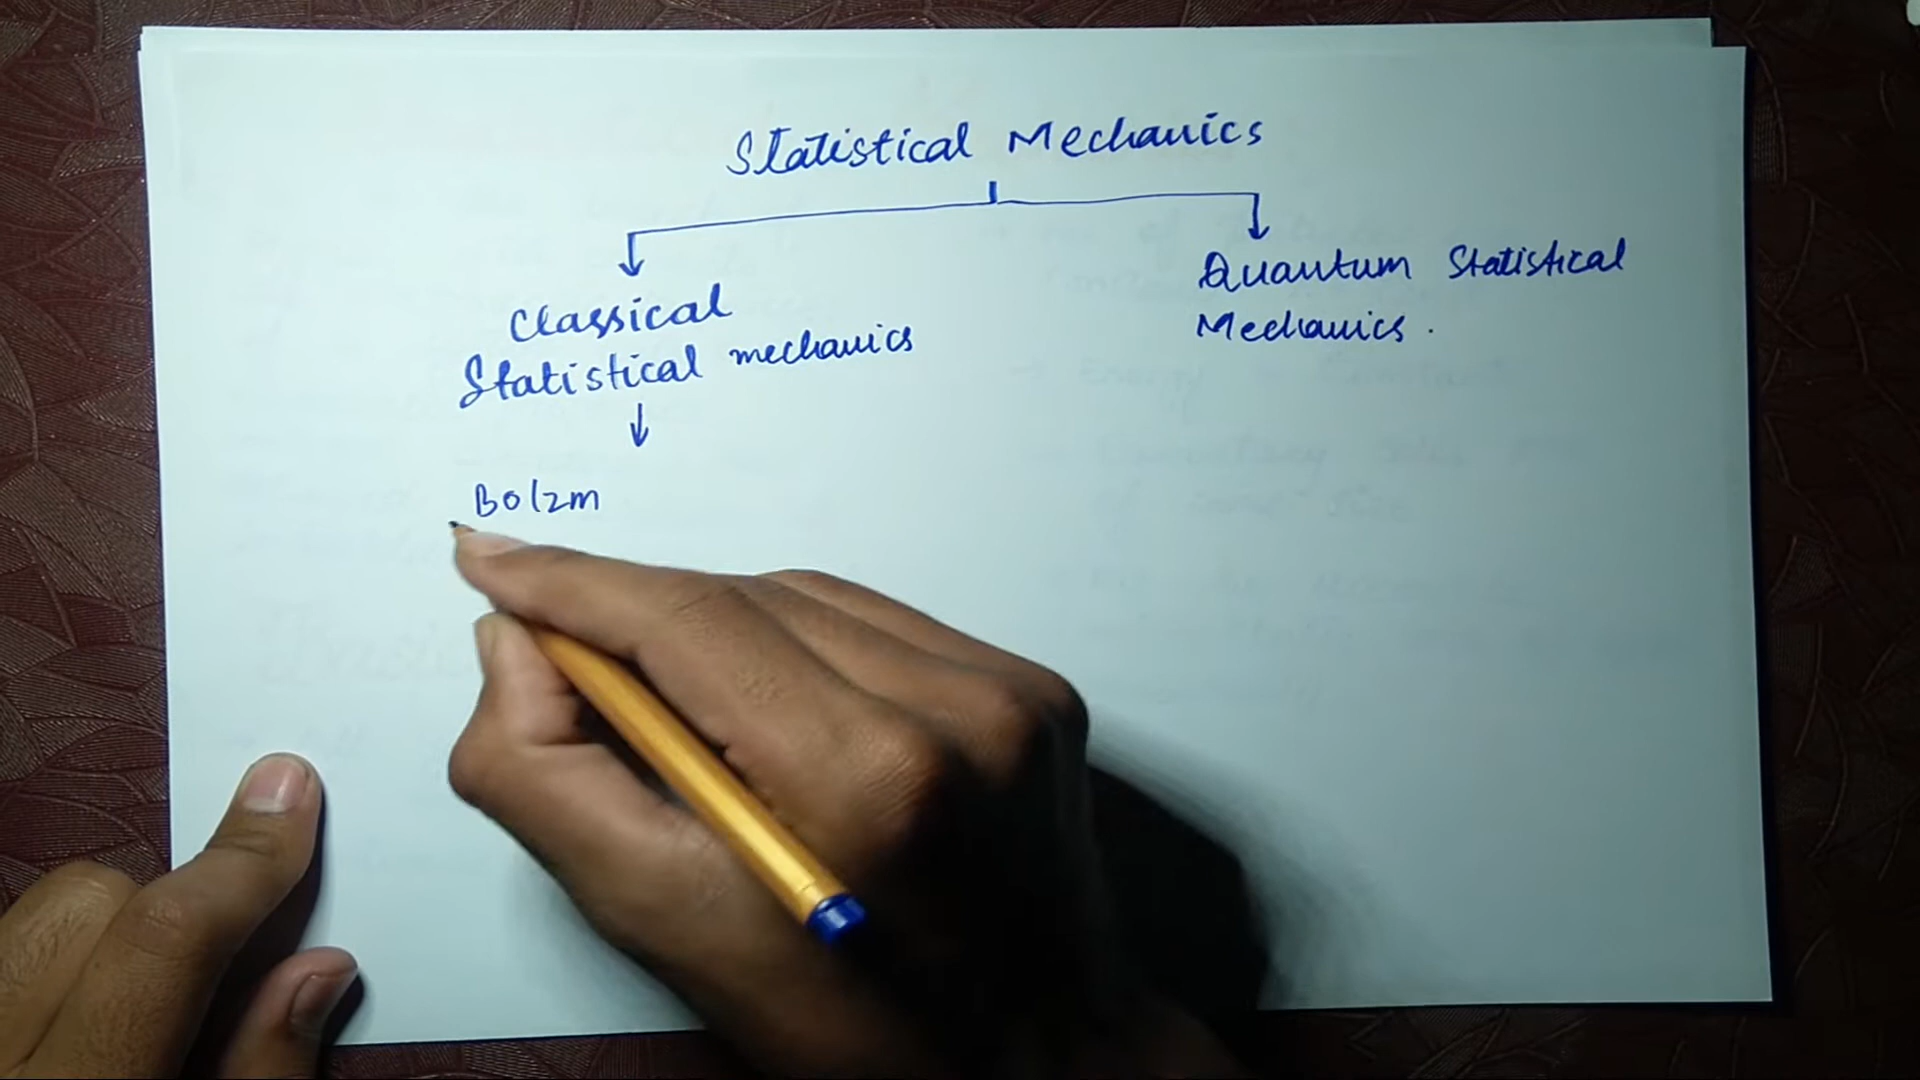 Statistical Mechanics
Classical
Statistical mechanics
Quantum Statistical
Mechanics.
Bolzm